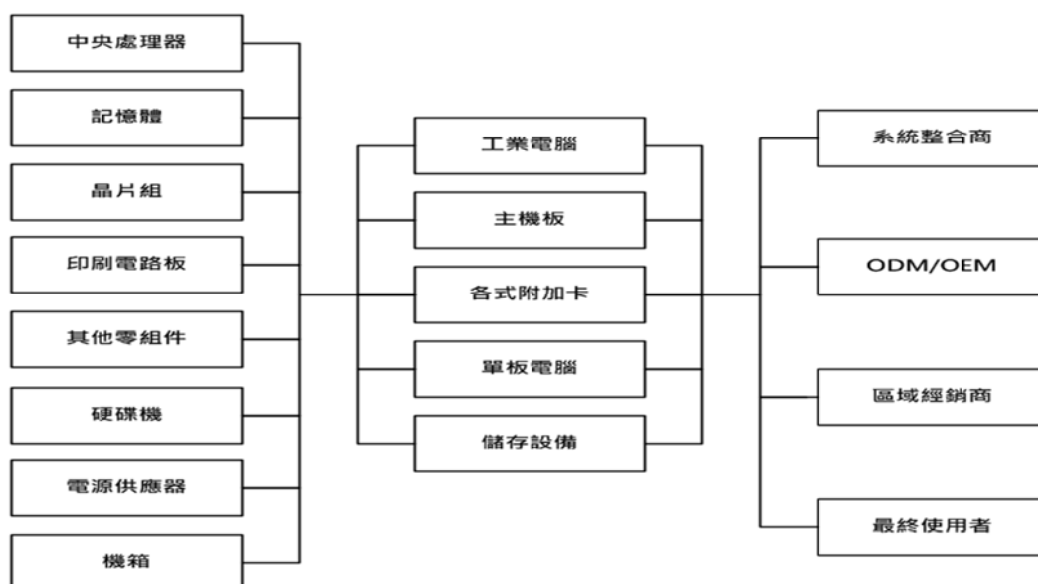 中央處理器
記憶體
晶片組
印刷電路板
其他零組件
硬碟機
電源供應器
機箱
工業電腦
主機板
各式附加卡
單板電腦
儲存設備
系統整合商
ODM/OEM
區域經銷商
最終使用者